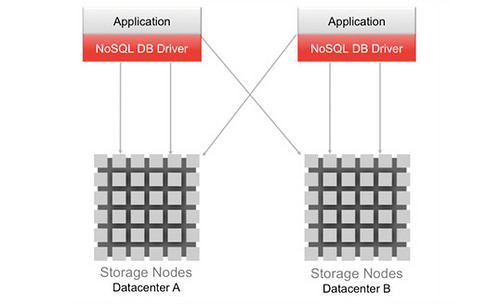 Application
NoSQL DB Driver
Application
NoSQL DB Driver
Storage Nodes
Datacenter A
Storage Nodes
Datacenter B